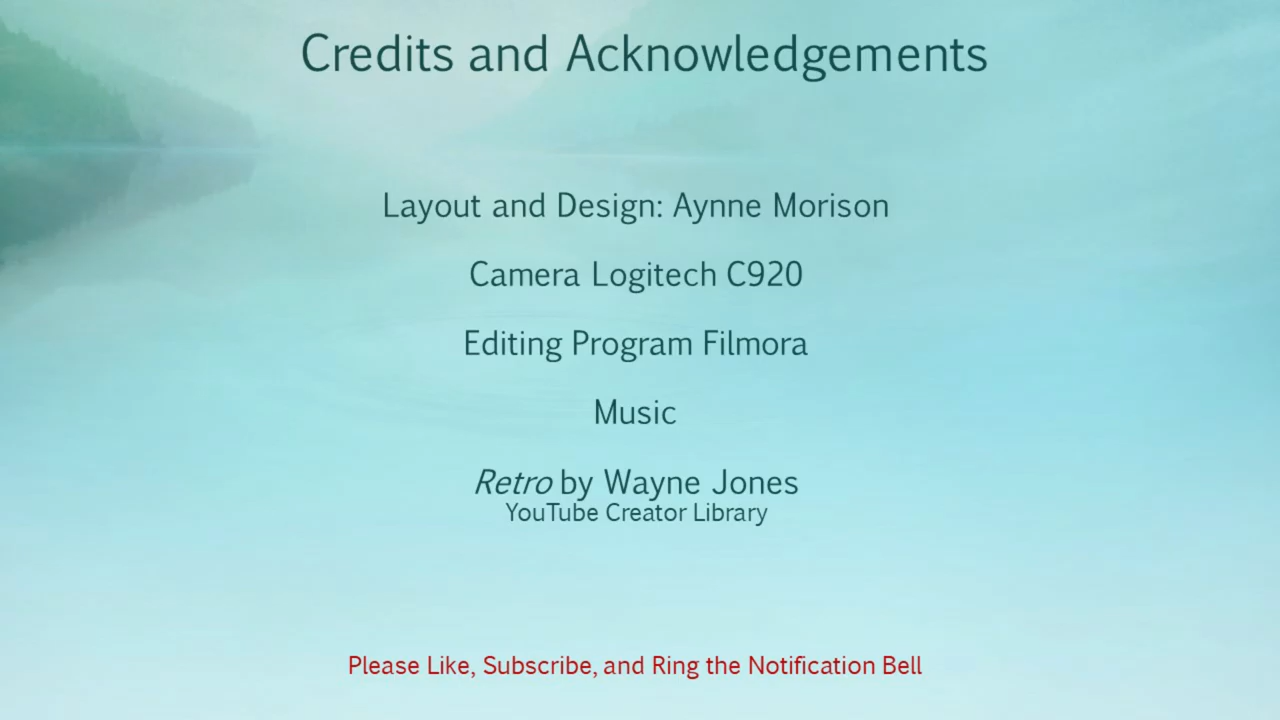 Credits and Acknowledgements
Layout and Design: Aynne Morison
Camera Logitech C920
Editing Program Filmora
Music
Retro by Wayne Jones
YouTube Creator Library
Please Like, Subscribe, and Ring the Notification Bell